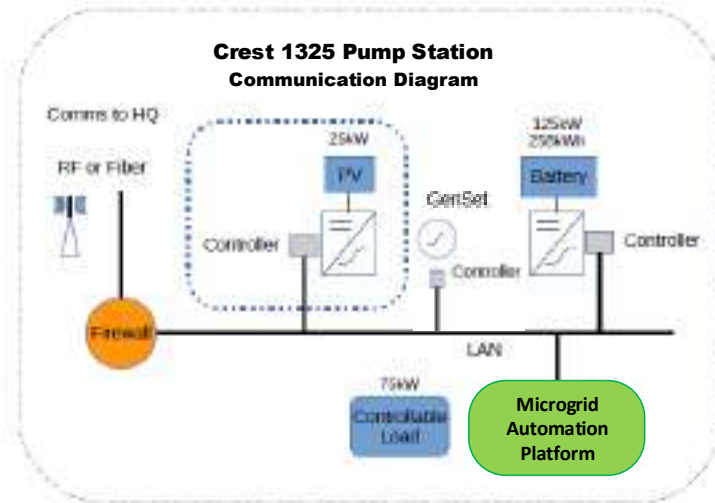 Crest 1325 Pump Station
Communication Diagram
Comms to HQ
RF or Fiber
25kW
PV
Controller
GenSet
Controller
125kW
258kWh
Battery
Controller
Firewall
LAN
75kW
Controllable
Load
Microgrid
Automation
Platform